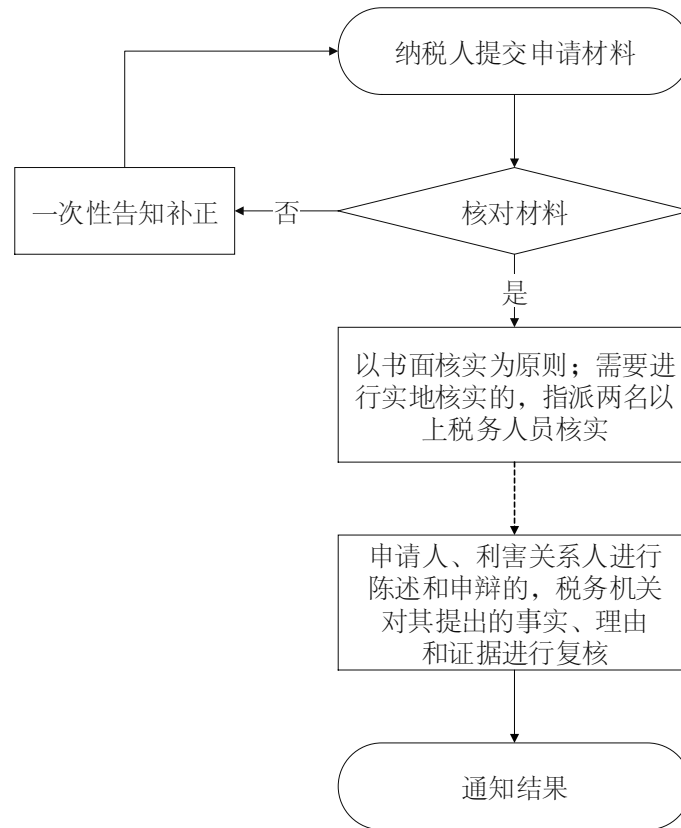 纳税人提交申请材料
核对材料
否
一次性告知补正
是
以书面核实为原则；需要进
行实地核实的，指派两名以
上税务人员核实
申请人、利害关系人进行
陈述和申辩的，税务机关
对其提出的事实、理由
和证据进行复核
通知结果